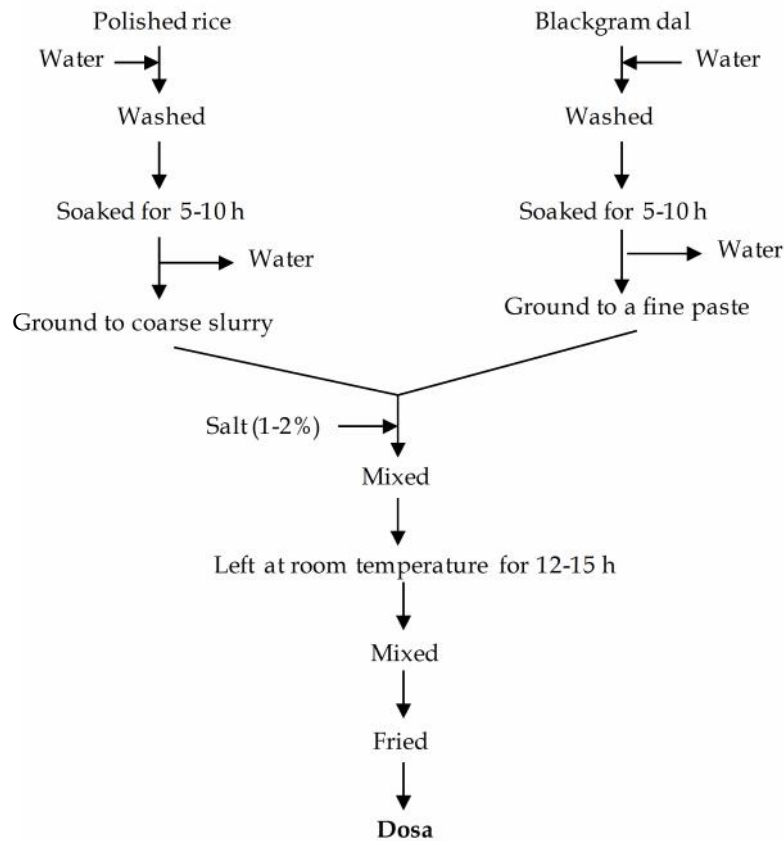 Polished rice
Blackgram dal
Water
Water
Washed
Washed
Soaked for 5-10 h
Soaked for 5-10 h
Water
Water
Ground to coarse slurry
Ground to a fine paste
Salt (1-2%)
Mixed
Left at room temperature for 12-15 h
Mixed
Fried
Dosa